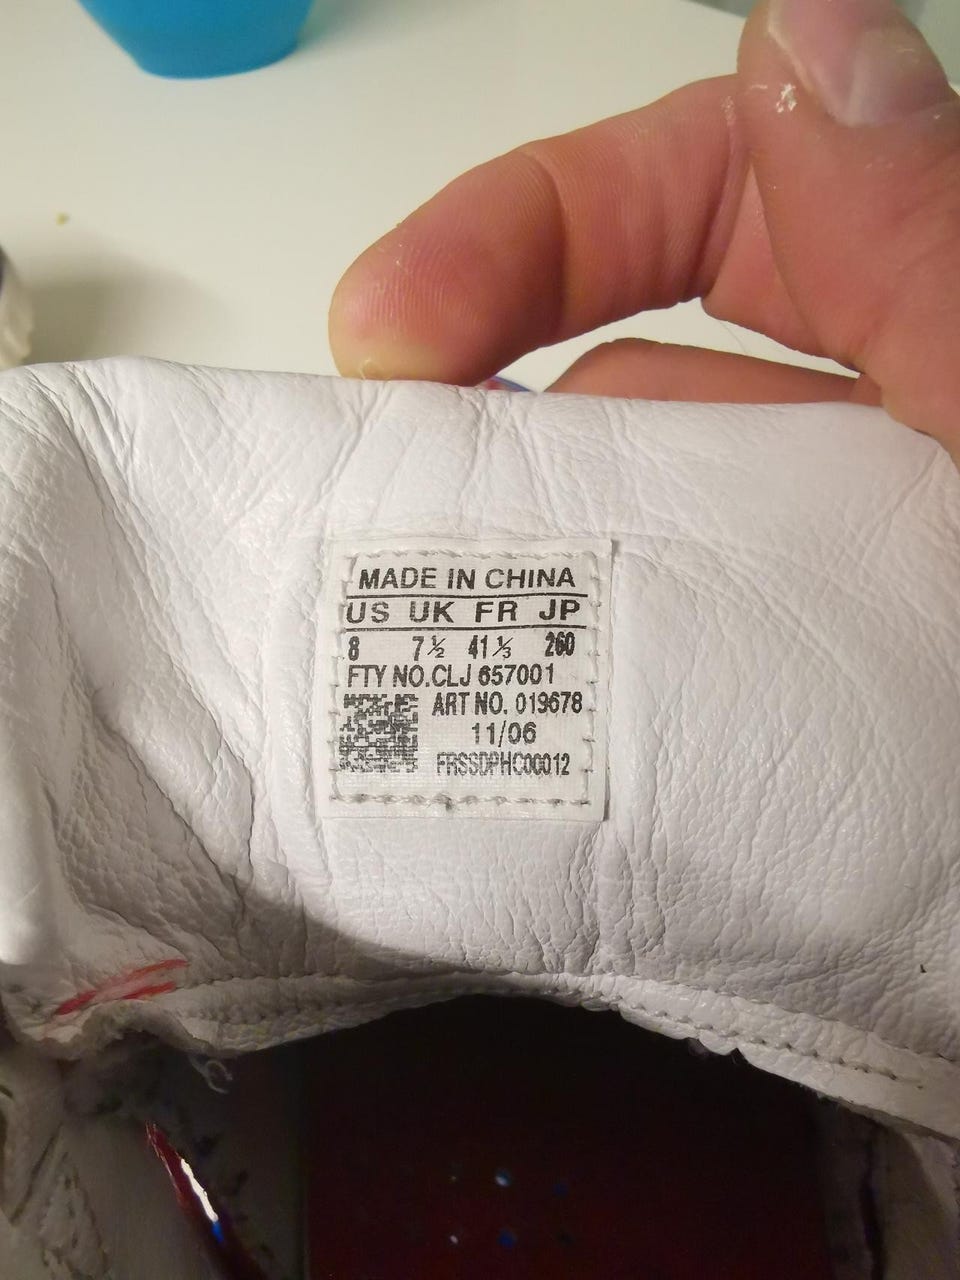 MADE IN CHINA
US UK FR JP
8 7½ 41⅓ 260
FTY NO.CLJ 657001
ART NO. 019678
11/06
FRSSDPHC00012